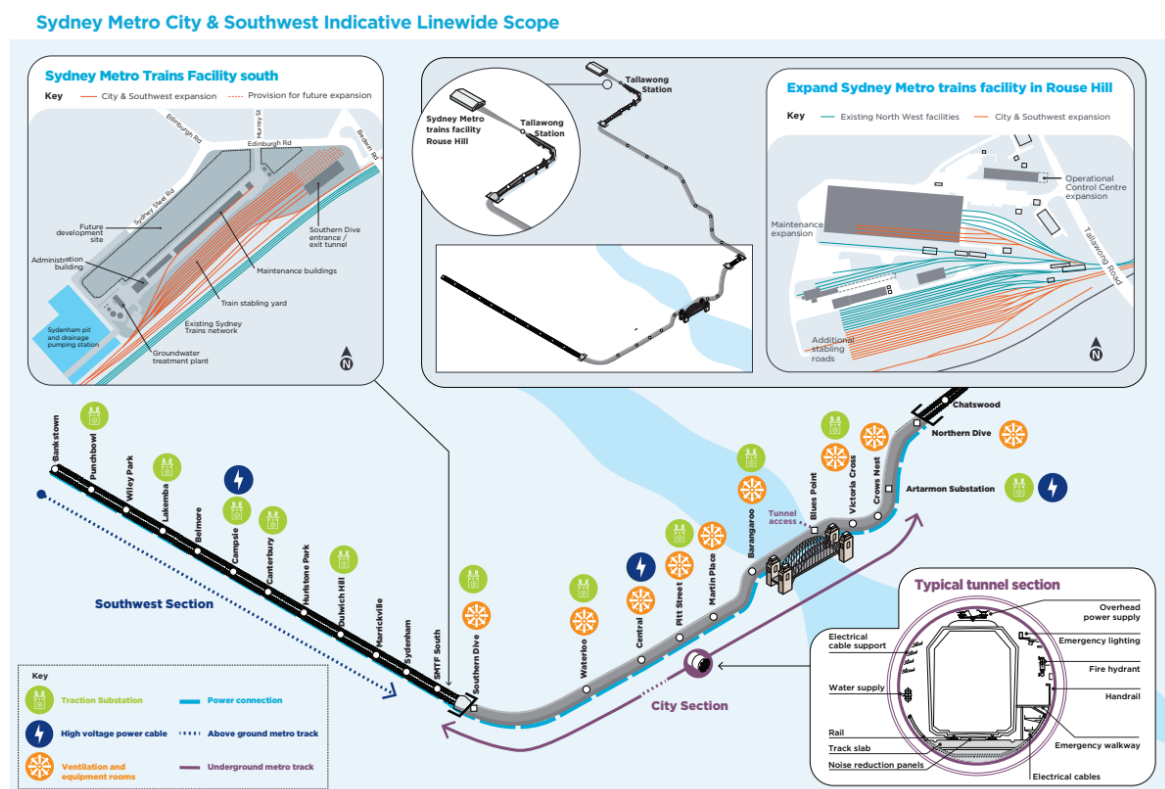 Sydney Metro City & Southwest Indicative Linewide Scope
Sydney Metro Trains Facility south
Key
City & Southwest expansion
Provision for future expansion
Edinburgh Rd
Murray St
Edinburgh Rd
Bedwin Rd
Sydney Steel Rd
Future
development
site
Southern Dive
entrance /
exit tunnel
Administration
building
Maintenance buildings
Train stabling yard
Existing Sydney
Trains network
Sydenham pit
and drainage
pumping station
Groundwater
treatment plant
N
Tallawong
Station
Sydney Metro
trains facility
Rouse Hill
Tallawong
Station
Expand Sydney Metro trains facility in Rouse Hill
Key
Existing North West facilities
City & Southwest expansion
Operational
Control Centre
expansion
Maintenance
expansion
Tallawong Road
Additional
stabling
roads
N
Bankstown
Punchbowl
Wiley Park
Lakemba
Belmore
Campsie
Canterbury
Hurlstone Park
Dulwich Hill
Marrickville
Sydenham
SMTF South
Southern Dive
Waterloo
Central
Pitt Street
Martin Place
Barangaroo
Tunnel
access
Blues Point
Victoria Cross
Crows Nest
Chatswood
Northern Dive
Artarmon Substation
Southwest Section
City Section
Key
Traction Substation
Power connection
High voltage power cable
Above ground metro track
Ventilation and
equipment rooms
Underground metro track
Typical tunnel section
Overhead
power supply
Electrical
cable support
Emergency lighting
Fire hydrant
Water supply
Handrail
Rail
Track slab
Noise reduction panels
Emergency walkway
Electrical cables